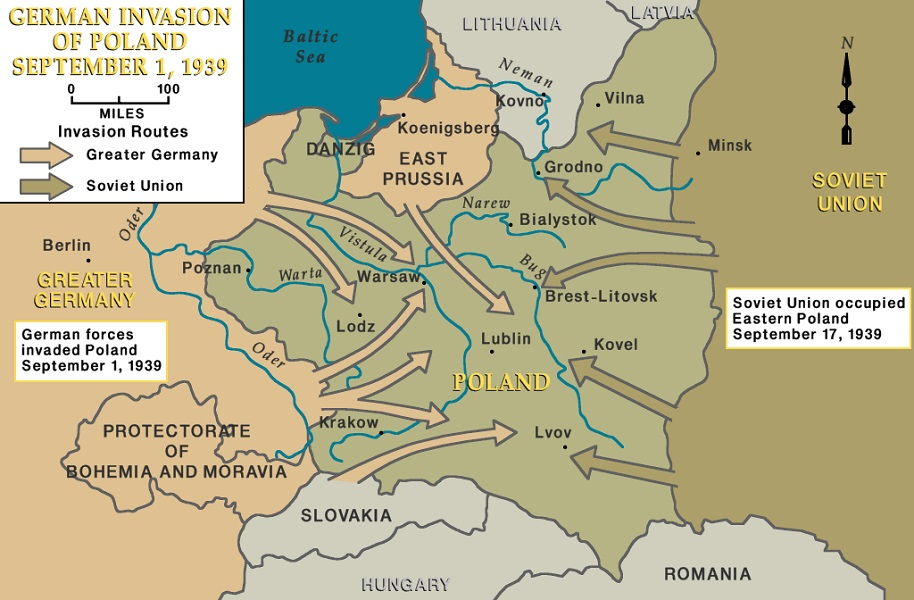 GERMAN INVASION
OF POLAND
SEPTEMBER 1, 1939
0 100
MILES
Invasion Routes
Greater Germany
Soviet Union
Baltic
Sea
LITHUANIA
LATVIA
N
Neman
Kovno
Vilna
Koenigsberg
DANZIG
EAST
PRUSSIA
Minsk
Grodno
SOVIET
UNION
Oder
Berlin
GREATER
GERMANY
Narew
Bialystok
Vistula
Poznan
Warta
Warsaw
Bug
Brest-Litovsk
Lodz
Lublin
Kovel
German forces
invaded Poland
September 1, 1939
Soviet Union occupied
Eastern Poland
September 17, 1939
Oder
POLAND
Krakow
Lvov
PROTECTORATE
OF
BOHEMIA AND MORAVIA
SLOVAKIA
HUNGARY
ROMANIA